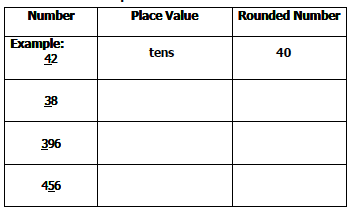 Number Place Value Rounded Number
Example:
42 tens 40
38
396
456